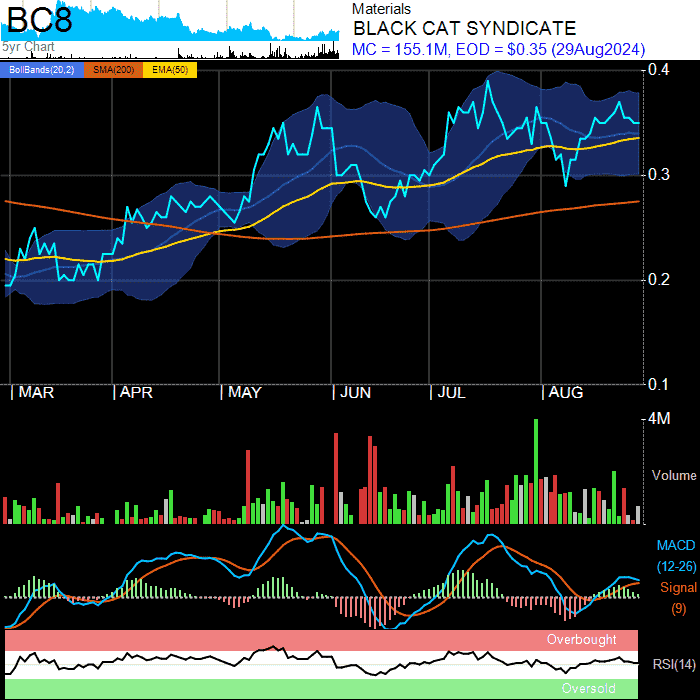 BC8
5yr Chart
Materials
BLACK CAT SYNDICATE
MC = 155.1M, EOD = $0.35 (29Aug2024)
BollBands(20,2) SMA(200) EMA(50)
0.4
0.3
0.2
0.1
MAR APR MAY JUN JUL AUG
4M
Volume
MACD
(12-26)
Signal
(9)
Overbought
RSI(14)
Oversold